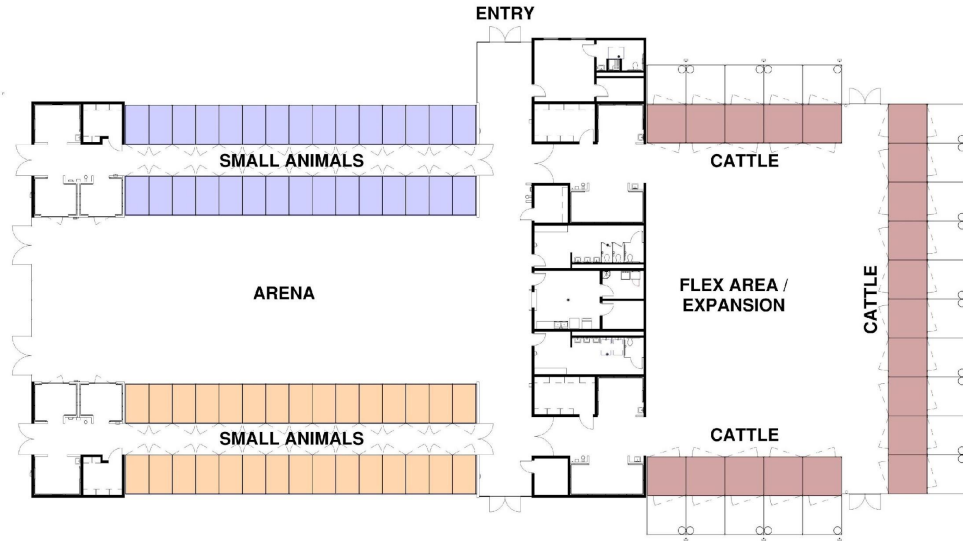 ENTRY
SMALL ANIMALS
CATTLE
ARENA
FLEX AREA /
EXPANSION
CATTLE
SMALL ANIMALS
CATTLE